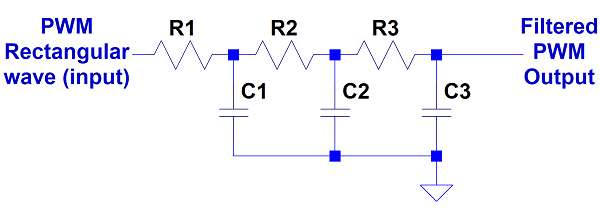 PWM
Rectangular
wave (input)
R1
R2
R3
Filtered
PWM
Output
C1
C2
C3